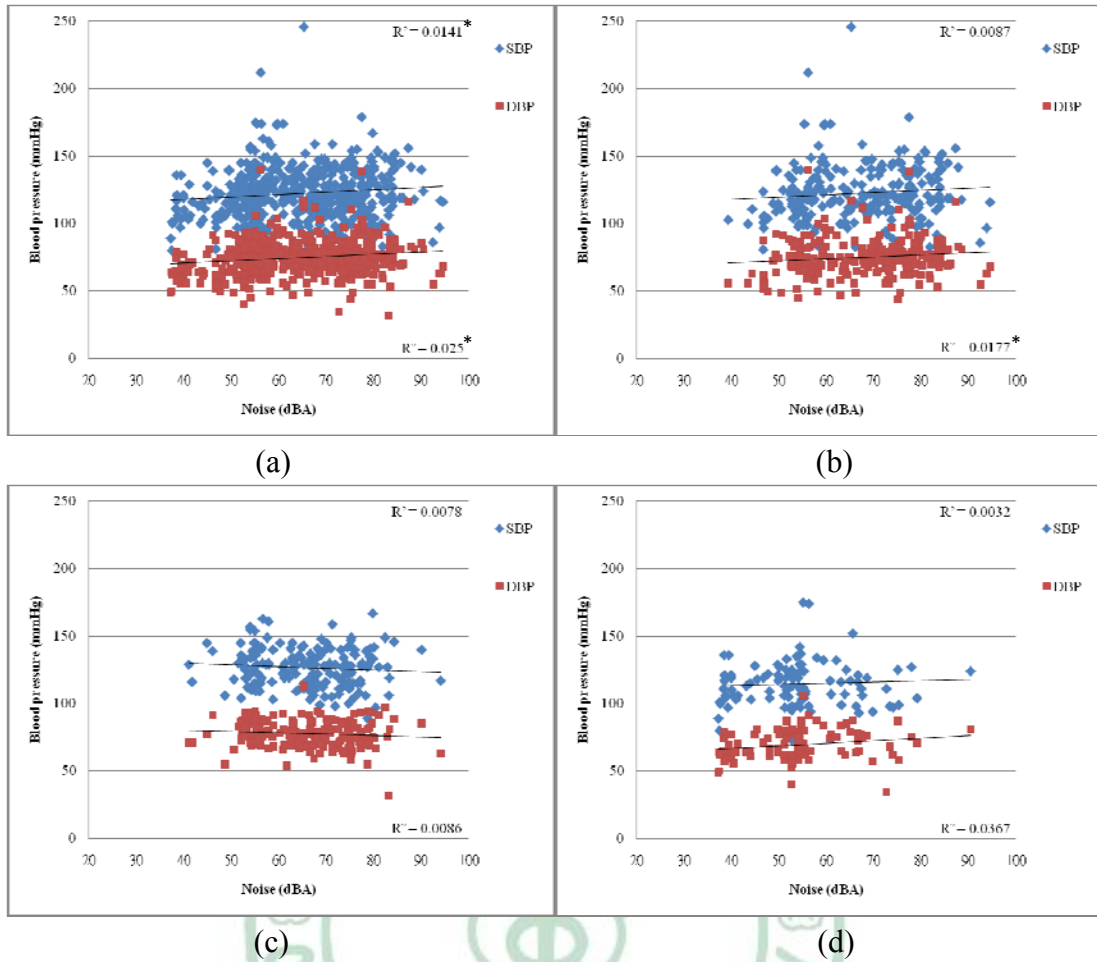 250
R² = 0.0141*
SBP
200
DBP
150
100
50
R² = 0.025*
0
20 30 40 50 60 70 80 90 100
Blood pressure (mmHg)
Noise (dBA)
(a)
250
R² = 0.0087
SBP
200
DBP
150
100
50
R² = 0.0177*
0
20 30 40 50 60 70 80 90 100
Blood pressure (mmHg)
Noise (dBA)
(b)
250
R² = 0.0078
SBP
200
DBP
150
100
50
R² = 0.0086
0
20 30 40 50 60 70 80 90 100
Blood pressure (mmHg)
Noise (dBA)
(c)
250
R² = 0.0032
SBP
200
DBP
150
100
50
R² = 0.0367
0
20 30 40 50 60 70 80 90 100
Blood pressure (mmHg)
Noise (dBA)
(d)